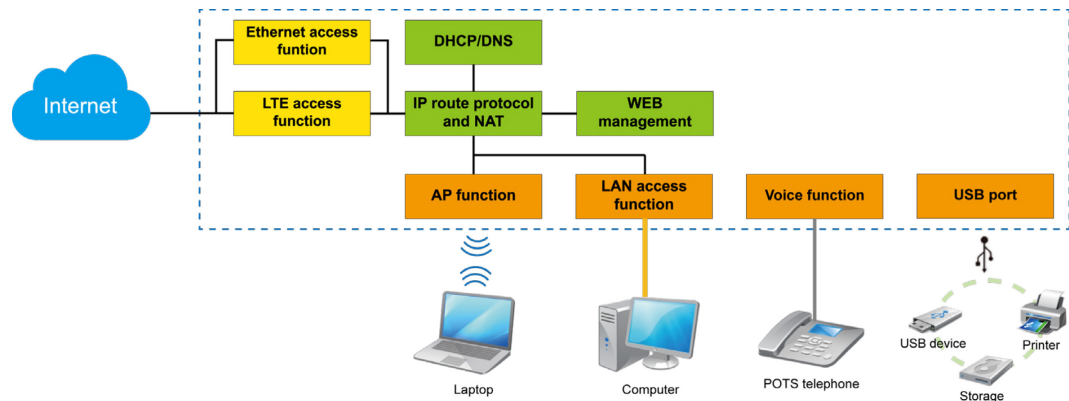 Ethernet access
funtion
DHCP/DNS
Internet
LTE access
function
IP route protocol
and NAT
WEB
management
AP function
LAN access
function
Voice function
USB port
USB device
Printer
Laptop
Computer
POTS telephone
Storage